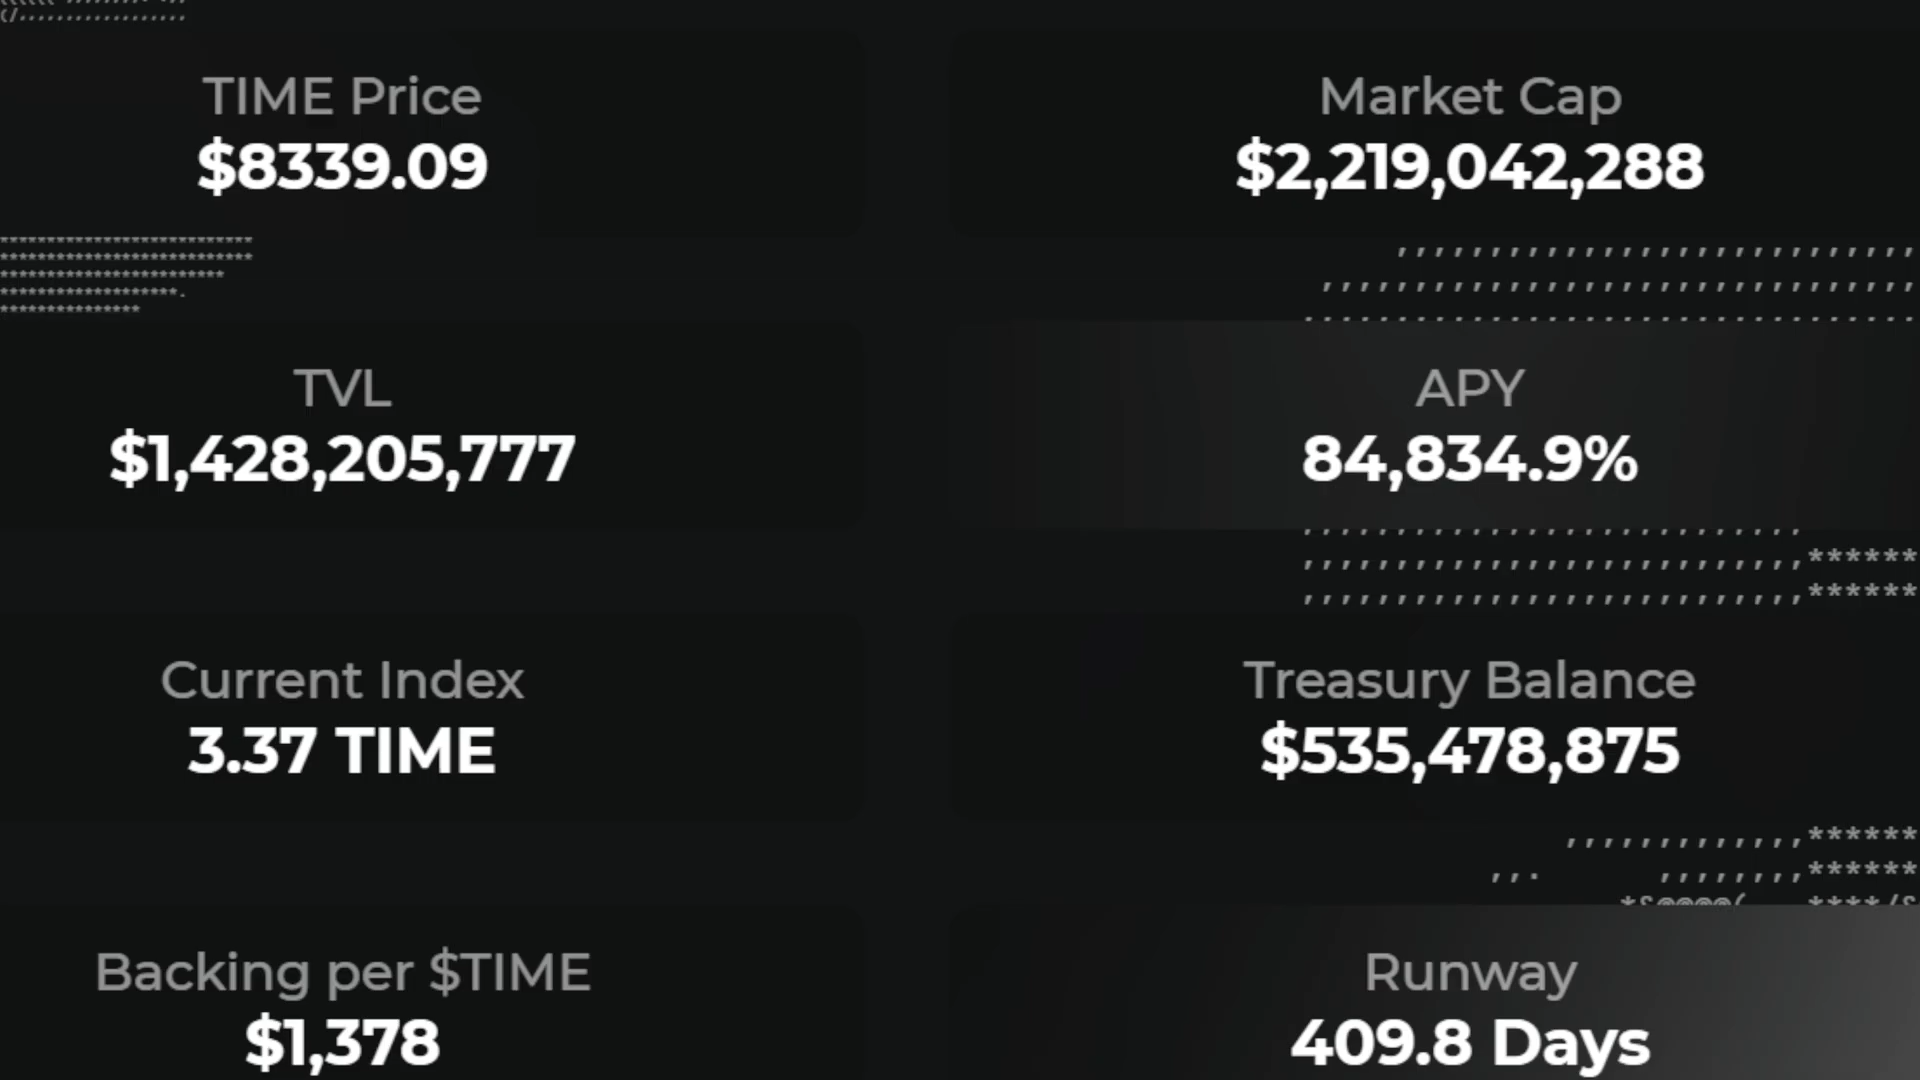 TIME Price
$8339.09
Market Cap
$2,219,042,288
TVL
$1,428,205,777
APY
84,834.9%
Current Index
3.37 TIME
Treasury Balance
$535,478,875
Backing per $TIME
$1,378
Runway
409.8 Days